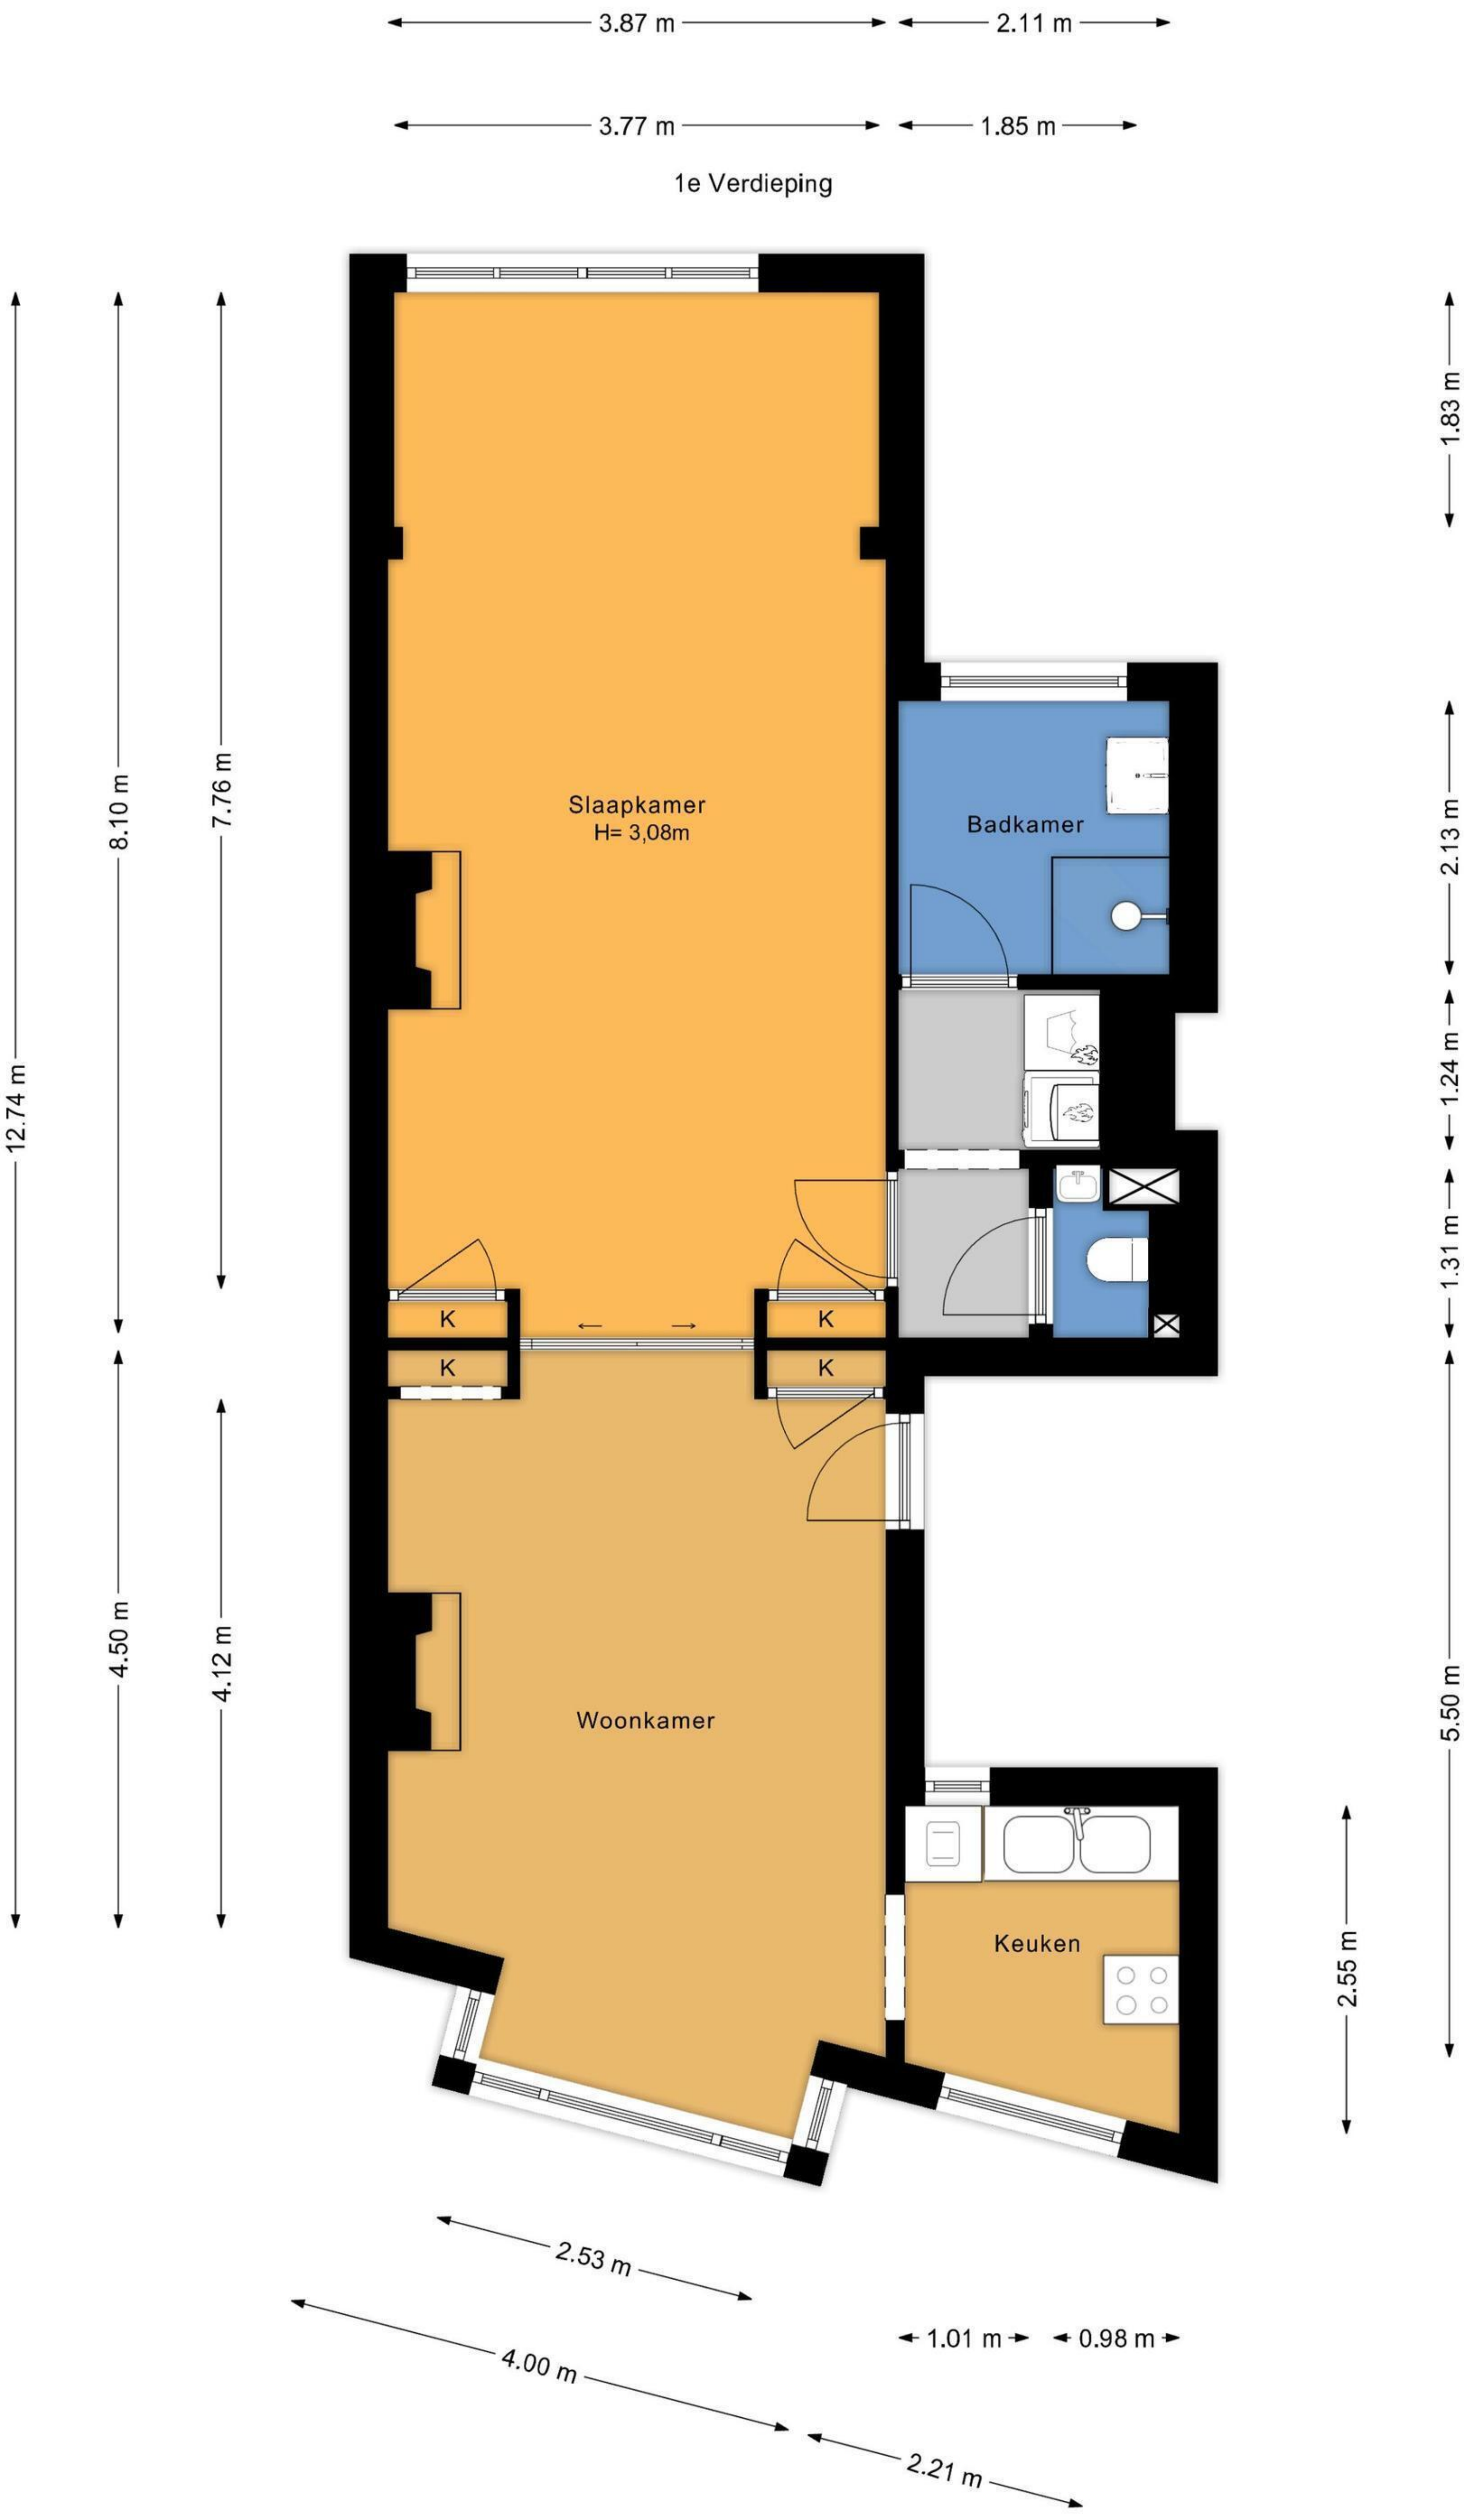 3.87 m
2.11 m
3.77 m
1.85 m
1e Verdieping
12.74 m
8.10 m
7.76 m
1.83 m
Slaapkamer
H= 3,08m
Badkamer
2.13 m
1.24 m
1.31 m
K
K
K
K
4.50 m
4.12 m
Woonkamer
5.50 m
Keuken
2.55 m
2.53 m
4.00 m
1.01 m
0.98 m
2.21 m